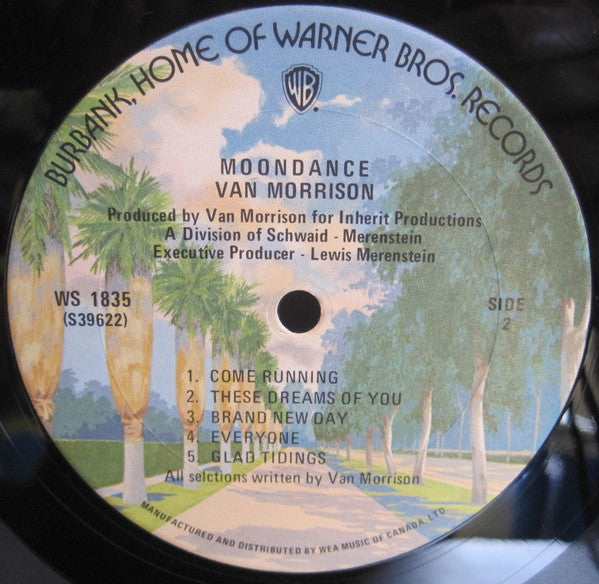 BURBANK, HOME OF WARNER BROS. RECORDS
WB
MOONDANCE
VAN MORRISON
Produced by Van Morrison for Inherit Productions
A Division of Schwaid - Merenstein
Executive Producer - Lewis Merenstein
WS 1835
(S39622)
SIDE
2
1. COME RUNNING
2. THESE DREAMS OF YOU
3. BRAND NEW DAY
4. EVERYONE
5. GLAD TIDINGS
All selctions written by Van Morrison
MANUFACTURED AND DISTRIBUTED BY WEA MUSIC OF CANADA, LTD.